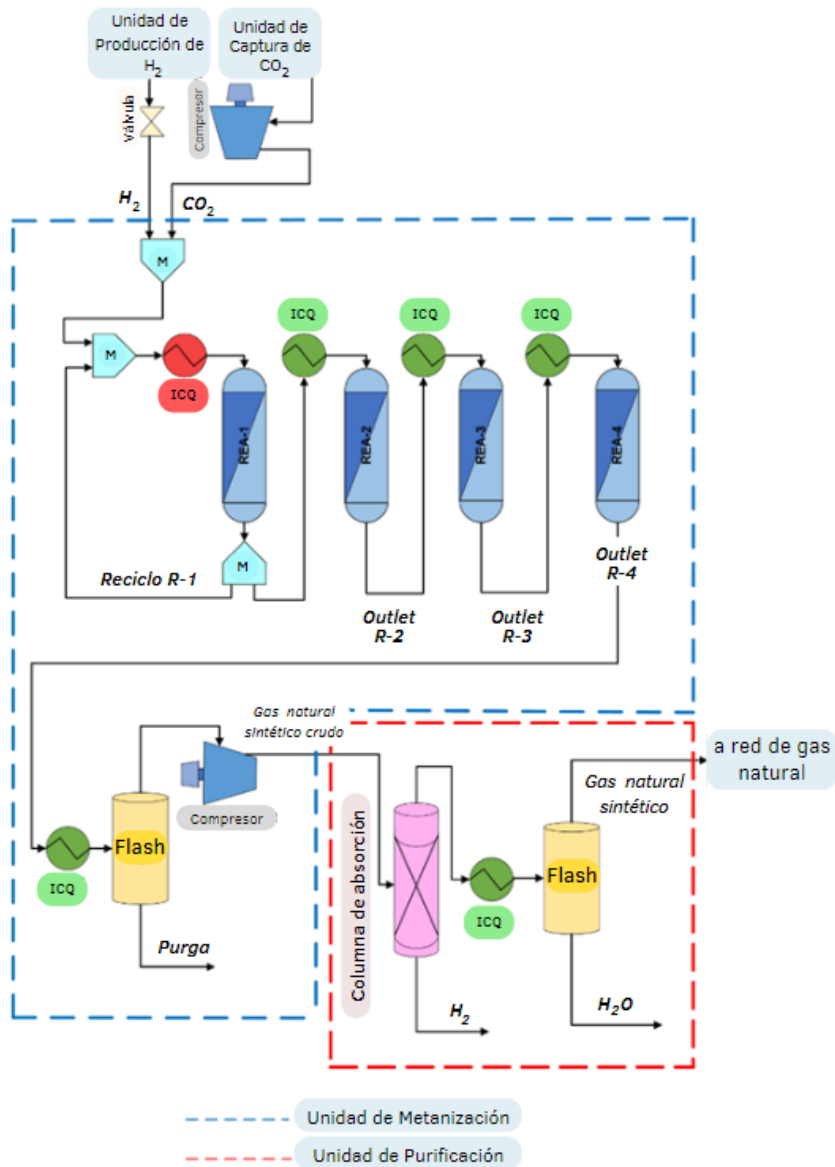 Unidad de
Producción de
H2
Unidad de
Captura de
CO2
Válvula
Compresor
H2
CO2
M
M
ICQ
ICQ
ICQ
ICQ
REA-1
REA-2
REA-3
REA-4
M
Reciclo R-1
Outlet
R-2
Outlet
R-3
Outlet
R-4
Gas natural
sintético crudo
Compresor
Flash
ICQ
Purga
Columna de absorción
H2
ICQ
Flash
Gas natural
sintético
H2O
a red de gas
natural
Unidad de Metanización
Unidad de Purificación